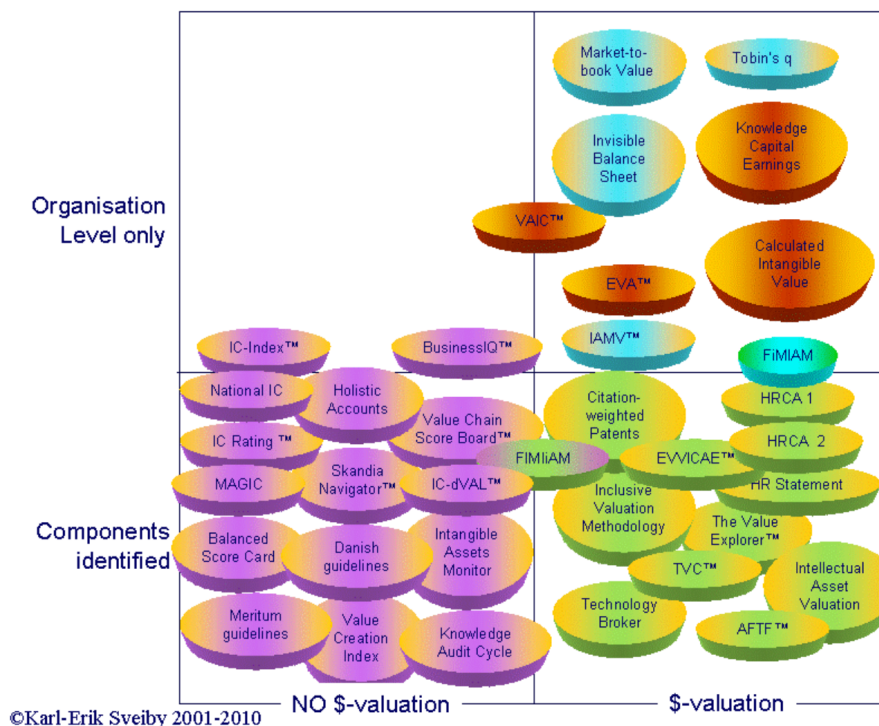 Market-to-
book Value
Tobin's q
Invisible
Balance
Sheet
Knowledge
Capital
Earnings
Organisation
Level only
VAIC™
Calculated
Intangible
Value
EVA™
IC-Index™
BusinessIQ™
IAMV™
FiMIAM
National IC
Holistic
Accounts
Citation-
weighted
Patents
HRCA 1
Value Chain
Score Board™
IC Rating ™
HRCA 2
FIMIiAM
EVVICAE™
MAGIC
Skandia
Navigator™
IC-dVAL™
Inclusive
Valuation
Methodology
HR Statement
Components
identified
Balanced
Score Card
Danish
guidelines
Intangible
Assets
Monitor
The Value
Explorer™
TVC™
Intellectual
Asset
Valuation
Meritum
guidelines
Value
Creation
Index
Knowledge
Audit Cycle
Technology
Broker
AFTF™
NO $-valuation
$-valuation
©Karl-Erik Sveiby 2001-2010